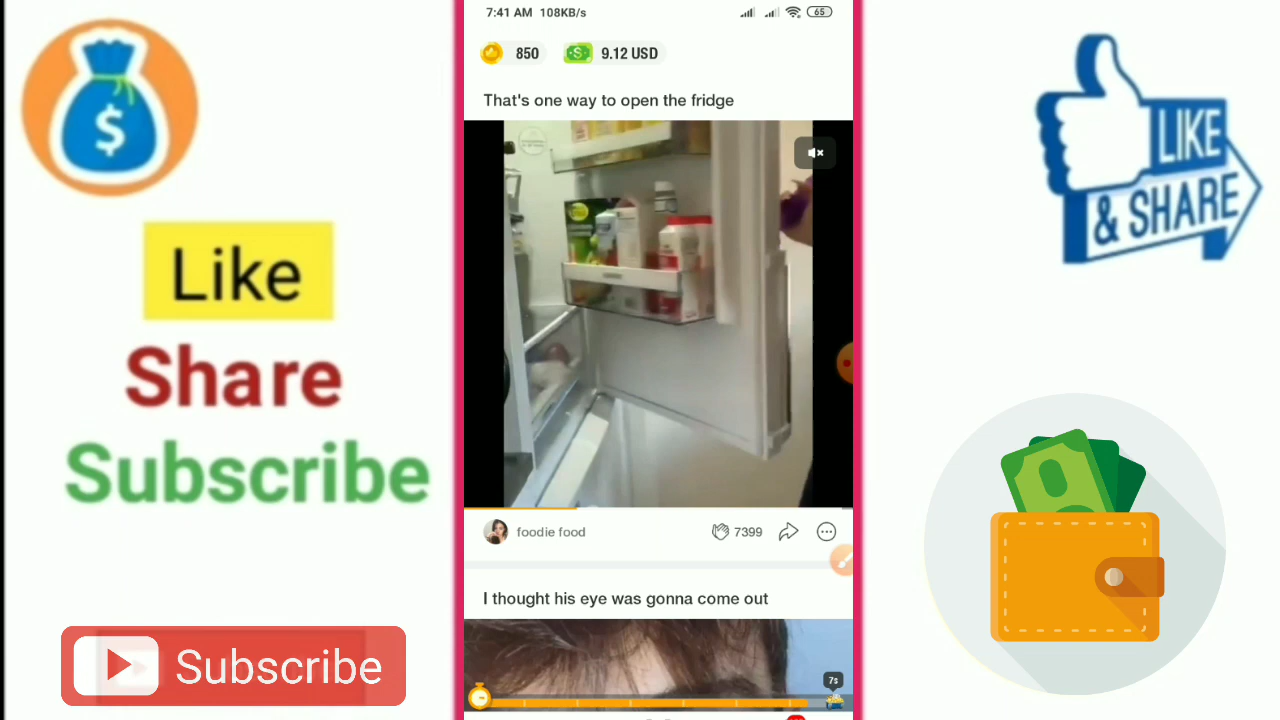 7:41 AM 108KB/s
65
850
9.12 USD
That's one way to open the fridge
foodie food
7399
I thought his eye was gonna come out
7s
$
Like
Share
Subscribe
Subscribe
LIKE
& SHARE